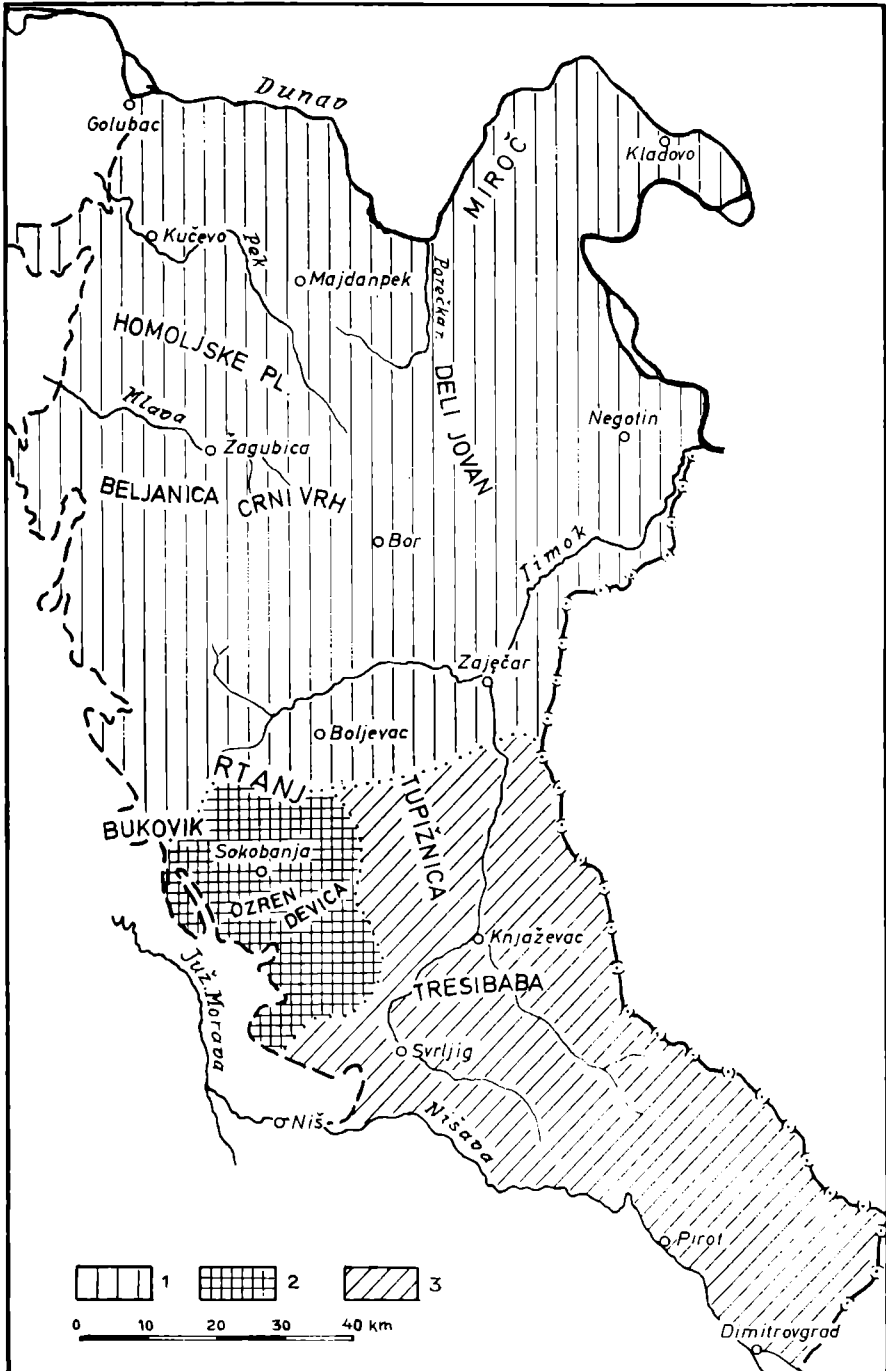 Dunav
Golubac
Kladovo
MIROČ
Kučevo
Pek
Majdanpek
Porečka r.
HOMOLJSKE PL.
DELI JOVAN
Mlava
Negotin
Žagubica
BELJANICA
CRNI VRH
Bor
Timok
Zaječar
Boljevac
RTANJ
TUPIŽNICA
BUKOVIK
Sokobanja
OZREN
DEVICA
Knjaževac
Juž. Morava
TRESIBABA
Svrljig
Niš
Nišava
Pirot
1 2 3
0 10 20 30 40 km
Dimitrovgrad